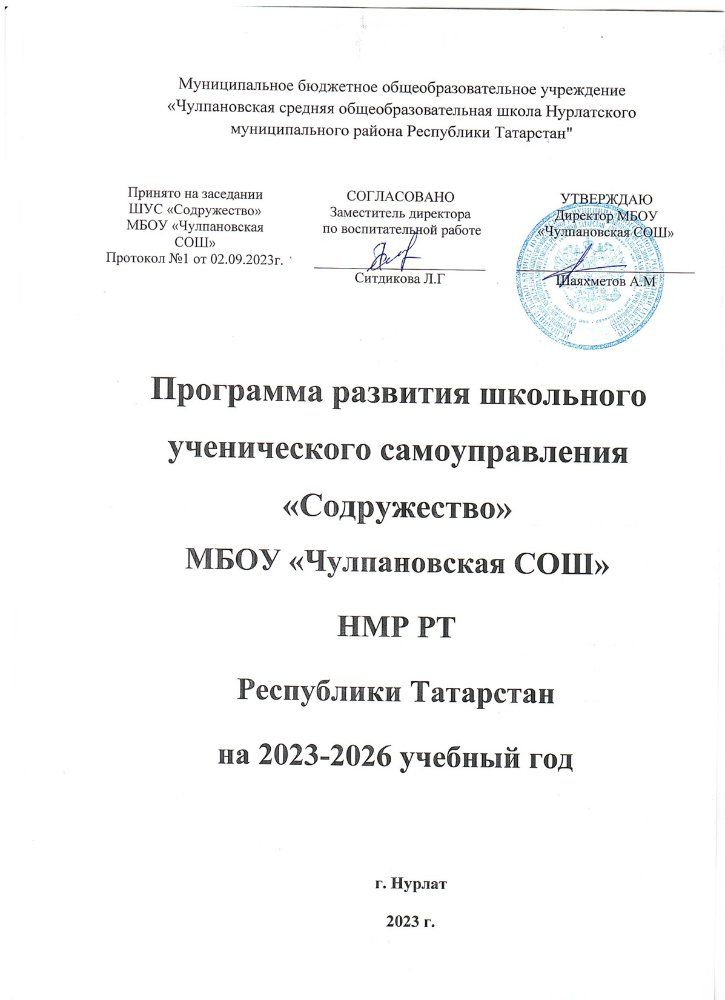 Муниципальное бюджетное общеобразовательное учреждение
«Чулпановская средняя общеобразовательная школа Нурлатского
муниципального района Республики Татарстан"
Принято на заседании
ШУС «Содружество»
МБОУ «Чулпановская
СОШ»
Протокол №1 от 02.09.2023г.
СОГЛАСОВАНО
Заместитель директора
по воспитательной работе
Ситдикова Л.Г
УТВЕРЖДАЮ
Директор МБОУ
«Чулпановская СОШ»
Шаяхметов А.М
Программа развития школьного
ученического самоуправления
«Содружество»
МБОУ «Чулпановская СОШ»
НМР РТ
Республики Татарстан
на 2023-2026 учебный год
г. Нурлат
2023 г.